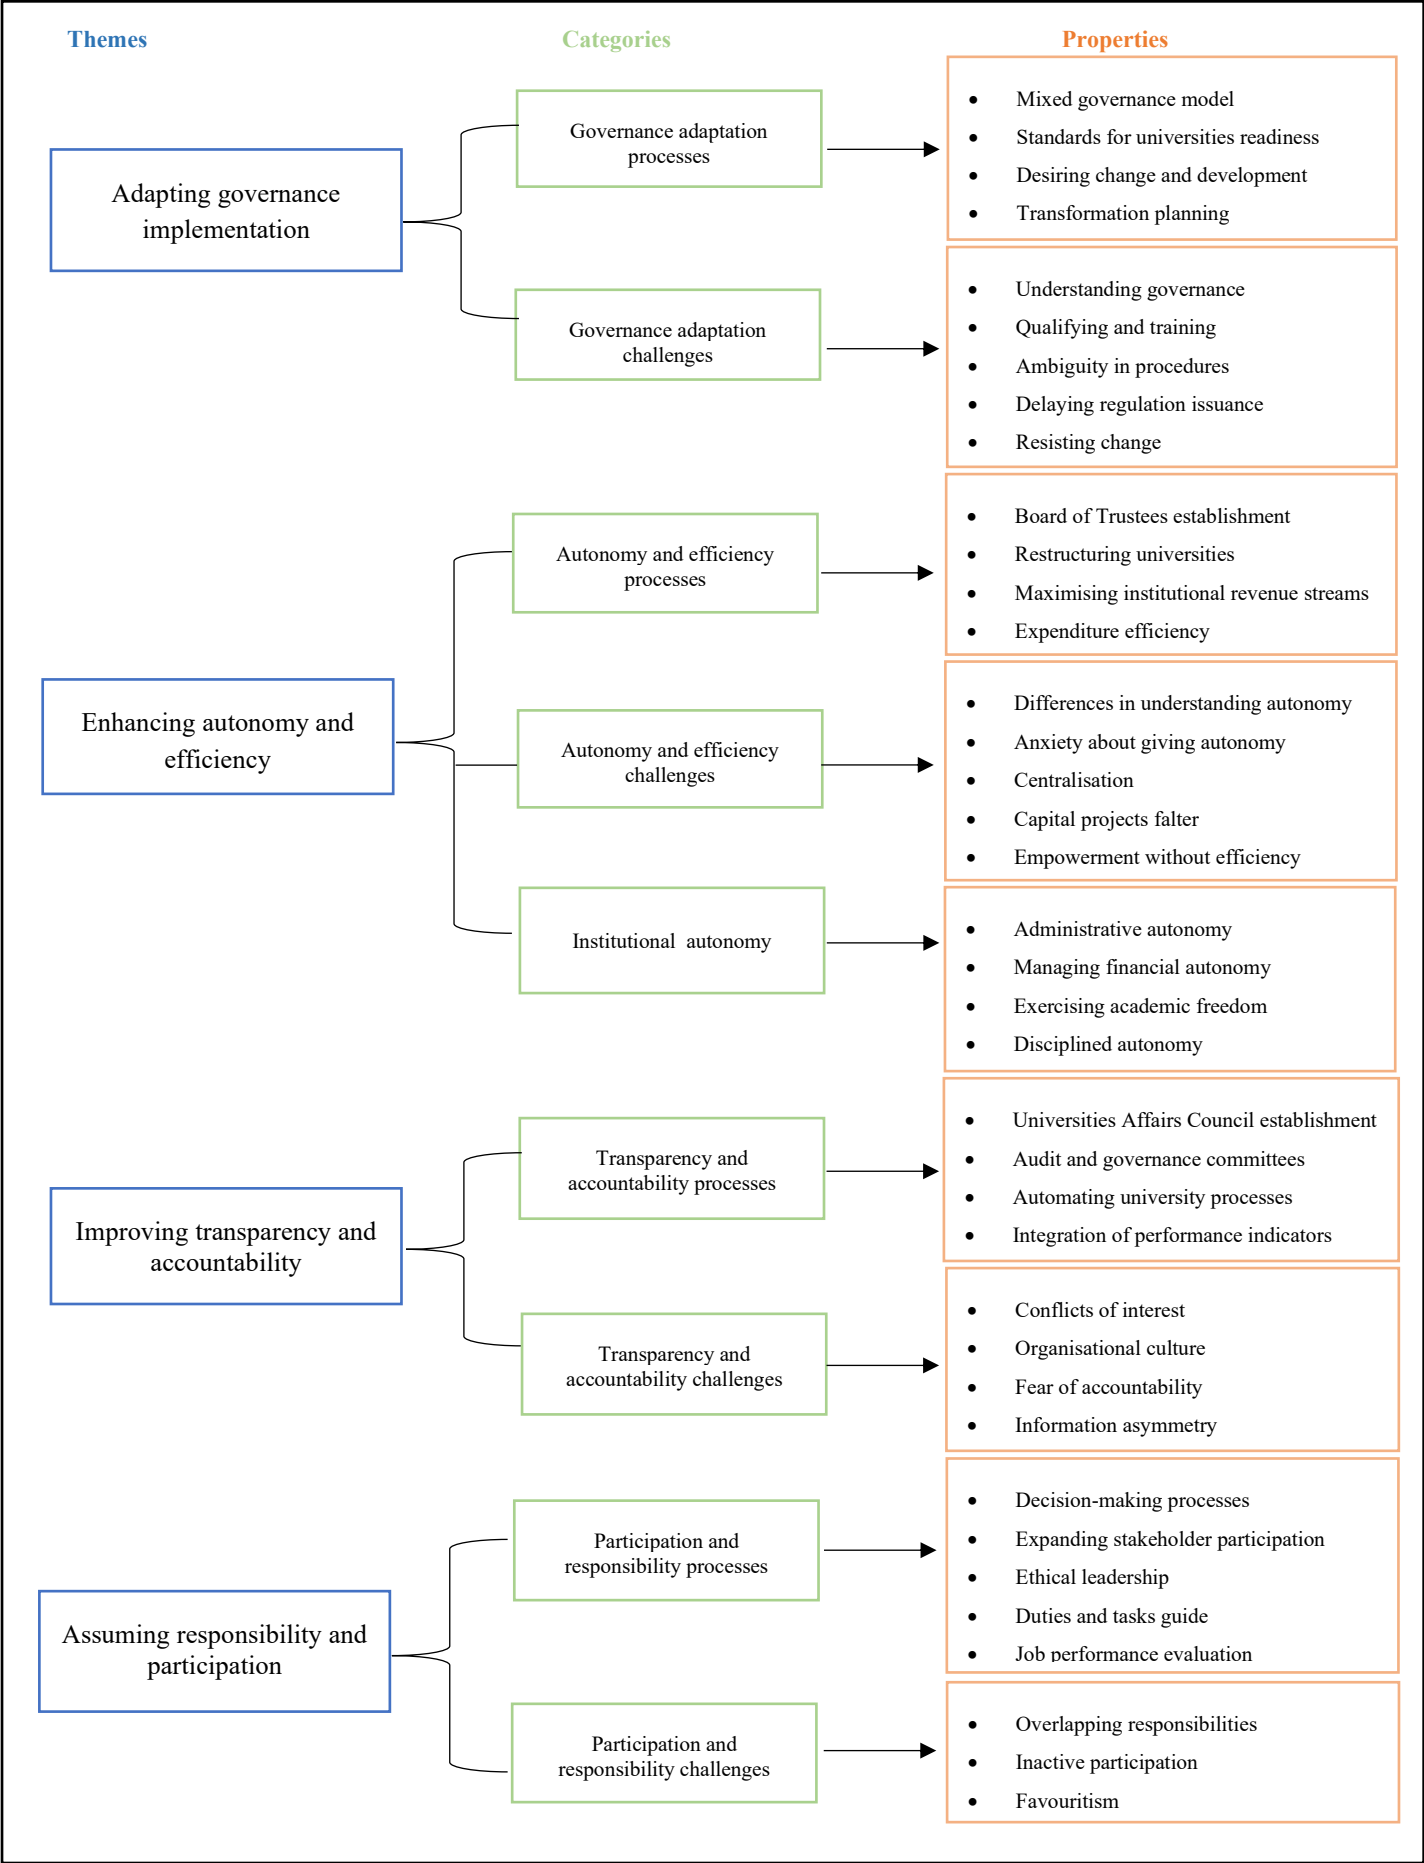 Themes
Categories
Properties
Adapting governance
implementation
Governance adaptation
processes
• Mixed governance model
• Standards for universities readiness
• Desiring change and development
• Transformation planning
Governance adaptation
challenges
• Understanding governance
• Qualifying and training
• Ambiguity in procedures
• Delaying regulation issuance
• Resisting change
Enhancing autonomy and
efficiency
Autonomy and efficiency
processes
• Board of Trustees establishment
• Restructuring universities
• Maximising institutional revenue streams
• Expenditure efficiency
Autonomy and efficiency
challenges
• Differences in understanding autonomy
• Anxiety about giving autonomy
• Centralisation
• Capital projects falter
• Empowerment without efficiency
Institutional  autonomy
• Administrative autonomy
• Managing financial autonomy
• Exercising academic freedom
• Disciplined autonomy
Improving transparency and
accountability
Transparency and
accountability processes
• Universities Affairs Council establishment
• Audit and governance committees
• Automating university processes
• Integration of performance indicators
Transparency and
accountability challenges
• Conflicts of interest
• Organisational culture
• Fear of accountability
• Information asymmetry
Assuming responsibility and
participation
Participation and
responsibility processes
• Decision-making processes
• Expanding stakeholder participation
• Ethical leadership
• Duties and tasks guide
• Job performance evaluation
Participation and
responsibility challenges
• Overlapping responsibilities
• Inactive participation
• Favouritism